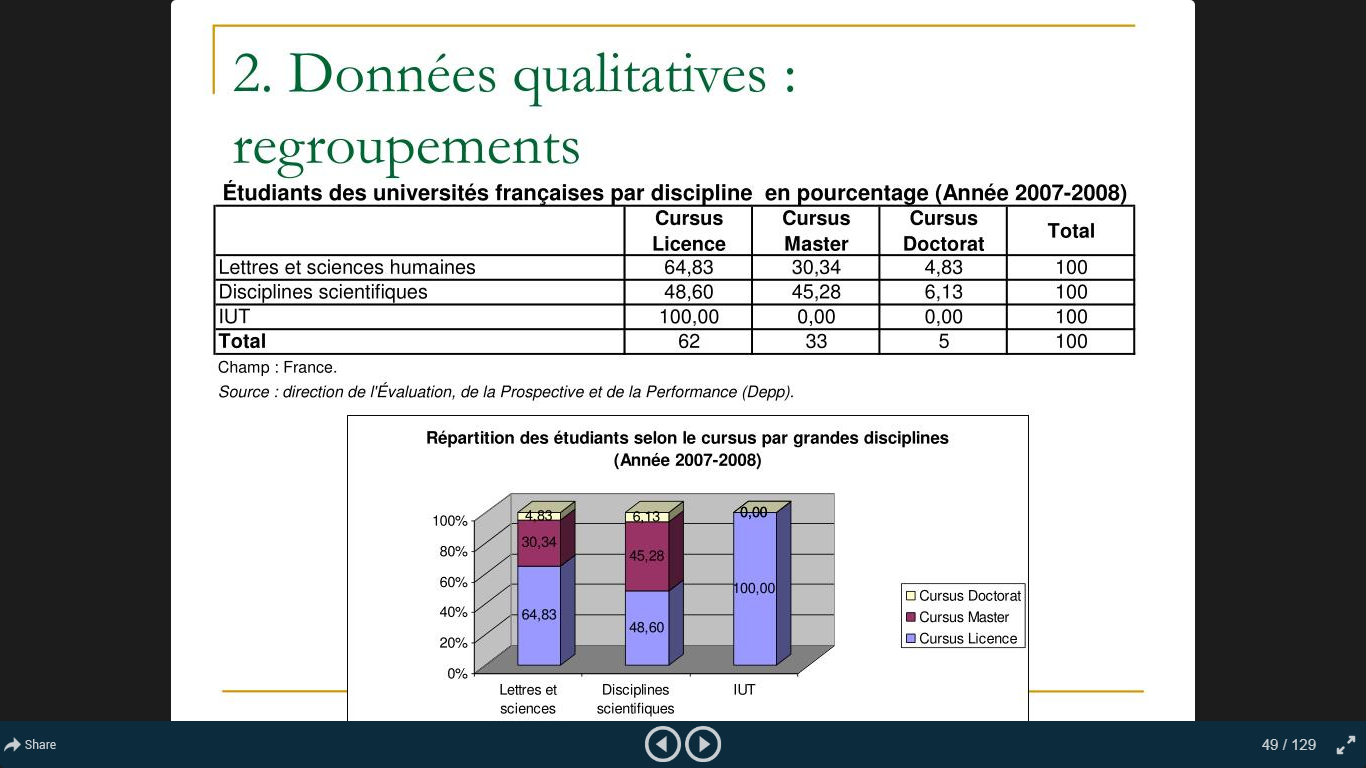 2. Données qualitatives :
regroupements
Étudiants des universités françaises par discipline en pourcentage (Année 2007-2008)
Cursus Licence Cursus Master Cursus Doctorat Total
Lettres et sciences humaines 64,83 30,34 4,83 100
Disciplines scientifiques 48,60 45,28 6,13 100
IUT 100,00 0,00 0,00 100
Total 62 33 5 100
Champ : France.
Source : direction de l'Évaluation, de la Prospective et de la Performance (Depp).
Répartition des étudiants selon le cursus par grandes disciplines
(Année 2007-2008)
100%
80%
60%
40%
20%
0%
4,83
30,34
64,83
6,13
45,28
48,60
0,00
100,00
Lettres et
sciences
Disciplines
scientifiques
IUT
Cursus Doctorat
Cursus Master
Cursus Licence
Share
49 / 129